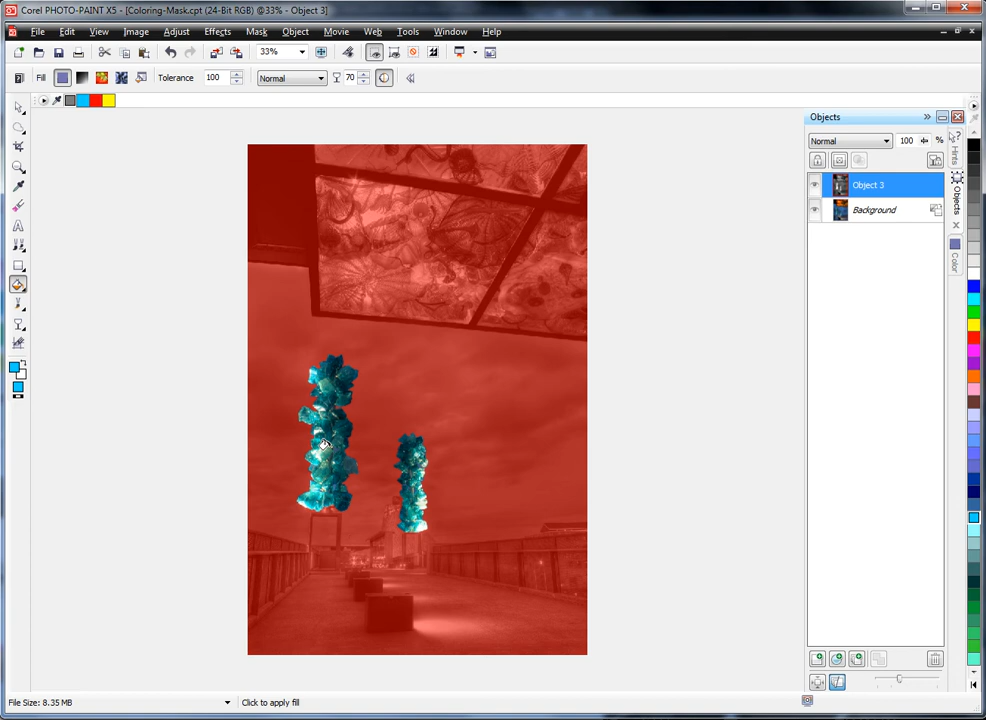 Corel PHOTO-PAINT X5 - [Coloring-Mask.cpt (24-Bit RGB) @33% - Object 3]
File Edit View Image Adjust Effects Mask Object Movie Web Tools Window Help
33%
Fill Tolerance 100 Normal 70
Objects
Normal 100 %
Object 3
Background
Hints
Objects
Color
File Size: 8.35 MB Click to apply fill